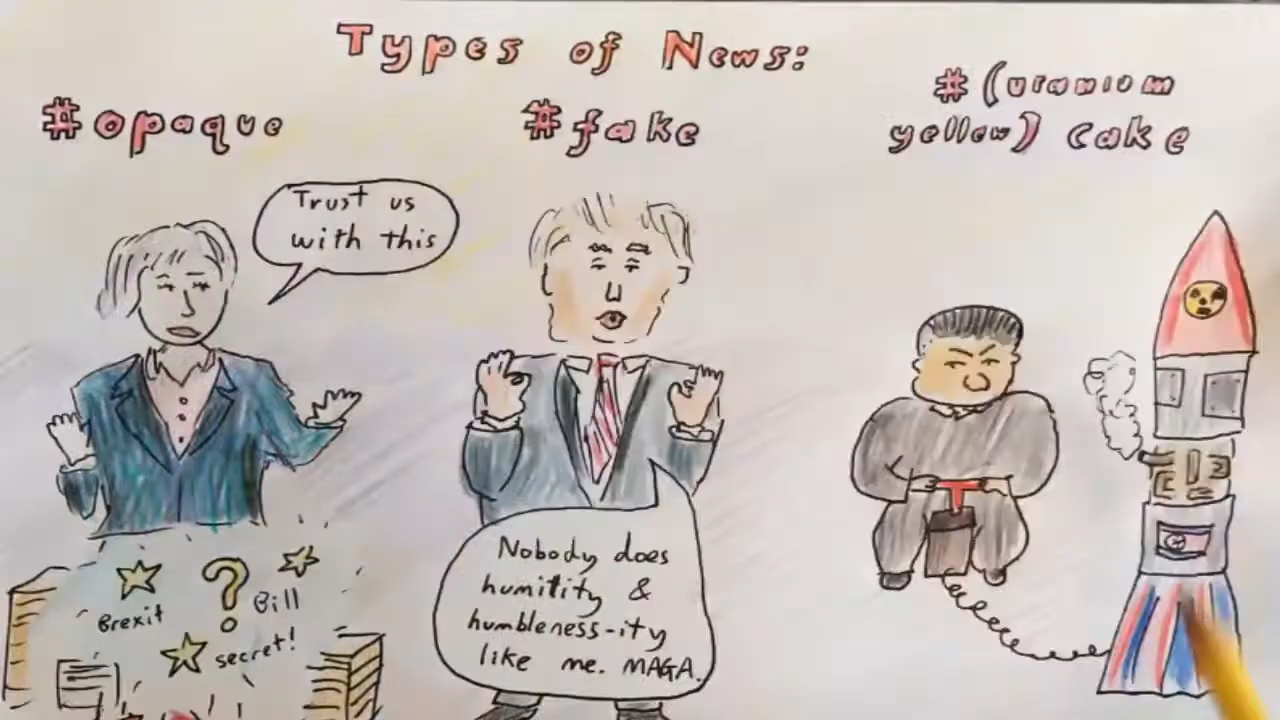 Types of News:
#opaque
#fake
#(uranium
yellow) cake
Trust us
with this
Nobody does
humility &
humbleness-ity
like me. MAGA.
Brexit
Bill
secret!